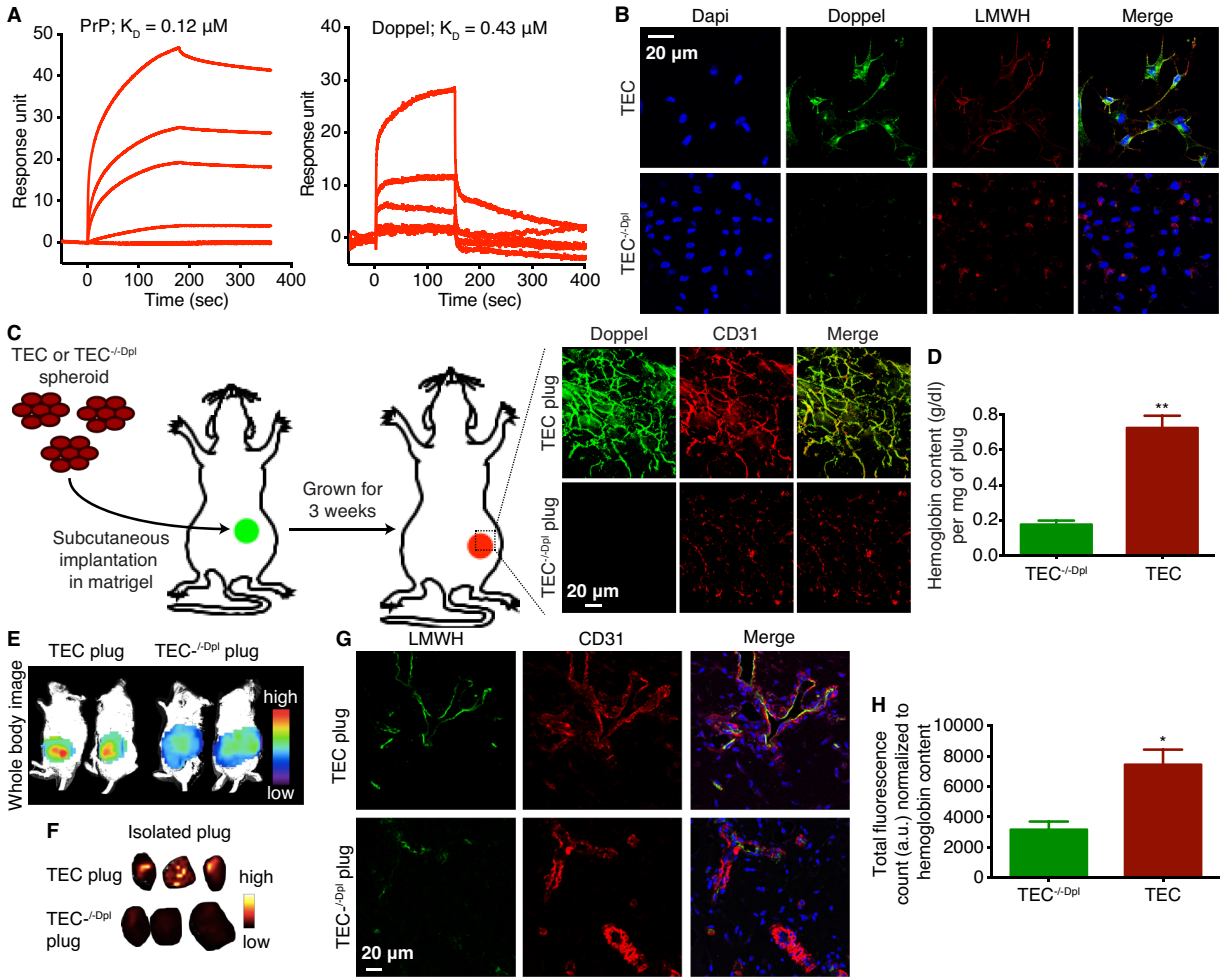 A
PrP; K_D = 0.12 µM
50
40
30
20
10
0
Response unit
0
100
200
300
400
Time (sec)
Doppel; K_D = 0.43 µM
40
30
20
10
0
Response unit
0
100
200
300
400
Time (sec)
B
Dapi
Doppel
LMWH
Merge
20 µm
TEC
TEC^-/-Dpl
C
TEC or TEC^-/-Dpl
spheroid
Subcutaneous
implantation
in matrigel
Grown for
3 weeks
Doppel
CD31
Merge
TEC plug
TEC^-/-Dpl plug
20 µm
D
Hemoglobin content (g/dl)
per mg of plug
0.8
0.6
0.4
0.2
0.0
**
TEC^-/-Dpl
TEC
E
TEC plug
TEC-^/-Dpl plug
Whole body image
high
low
F
Isolated plug
TEC plug
TEC-^/-Dpl
plug
high
low
G
LMWH
CD31
Merge
TEC plug
TEC-^/-Dpl plug
20 µm
H
Total fluorescence
count (a.u.) normalized to
hemoglobin content
10000
8000
6000
4000
2000
0
*
TEC^-/-Dpl
TEC